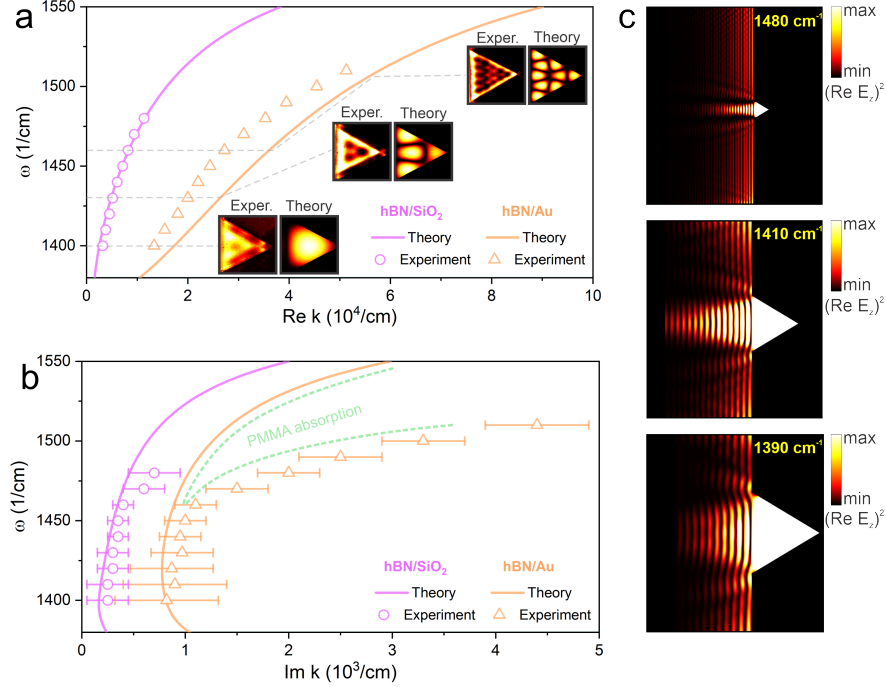 a
ω (1/cm)
1550
1500
1450
1400
0
2
4
6
8
10
Re k (10⁴/cm)
Exper. Theory
Exper. Theory
Exper. Theory
hBN/SiO₂ hBN/Au
Theory Theory
Experiment Experiment
b
ω (1/cm)
1550
1500
1450
1400
0
1
2
3
4
5
Im k (10³/cm)
PMMA absorption
hBN/SiO₂ hBN/Au
Theory Theory
Experiment Experiment
c
1480 cm⁻¹
max
min
(Re E_z)²
1410 cm⁻¹
max
min
(Re E_z)²
1390 cm⁻¹
max
min
(Re E_z)²